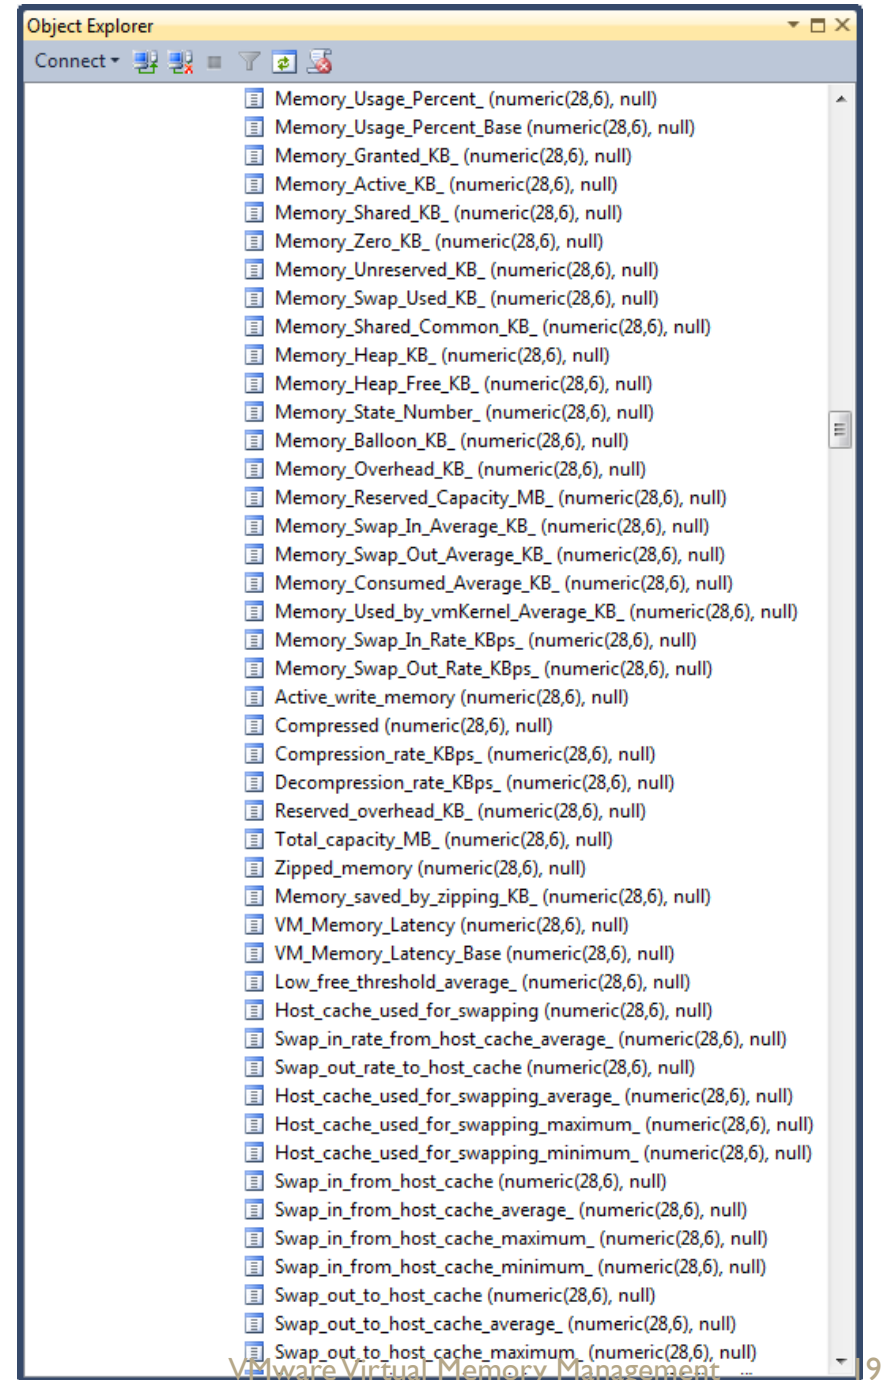 Object Explorer
Connect
Memory_Usage_Percent_ (numeric(28,6), null)
Memory_Usage_Percent_Base (numeric(28,6), null)
Memory_Granted_KB_ (numeric(28,6), null)
Memory_Active_KB_ (numeric(28,6), null)
Memory_Shared_KB_ (numeric(28,6), null)
Memory_Zero_KB_ (numeric(28,6), null)
Memory_Unreserved_KB_ (numeric(28,6), null)
Memory_Swap_Used_KB_ (numeric(28,6), null)
Memory_Shared_Common_KB_ (numeric(28,6), null)
Memory_Heap_KB_ (numeric(28,6), null)
Memory_Heap_Free_KB_ (numeric(28,6), null)
Memory_State_Number_ (numeric(28,6), null)
Memory_Balloon_KB_ (numeric(28,6), null)
Memory_Overhead_KB_ (numeric(28,6), null)
Memory_Reserved_Capacity_MB_ (numeric(28,6), null)
Memory_Swap_In_Average_KB_ (numeric(28,6), null)
Memory_Swap_Out_Average_KB_ (numeric(28,6), null)
Memory_Consumed_Average_KB_ (numeric(28,6), null)
Memory_Used_by_vmKernel_Average_KB_ (numeric(28,6), null)
Memory_Swap_In_Rate_KBps_ (numeric(28,6), null)
Memory_Swap_Out_Rate_KBps_ (numeric(28,6), null)
Active_write_memory (numeric(28,6), null)
Compressed (numeric(28,6), null)
Compression_rate_KBps_ (numeric(28,6), null)
Decompression_rate_KBps_ (numeric(28,6), null)
Reserved_overhead_KB_ (numeric(28,6), null)
Total_capacity_MB_ (numeric(28,6), null)
Zipped_memory (numeric(28,6), null)
Memory_saved_by_zipping_KB_ (numeric(28,6), null)
VM_Memory_Latency (numeric(28,6), null)
VM_Memory_Latency_Base (numeric(28,6), null)
Low_free_threshold_average_ (numeric(28,6), null)
Host_cache_used_for_swapping (numeric(28,6), null)
Swap_in_rate_from_host_cache_average_ (numeric(28,6), null)
Swap_out_rate_to_host_cache (numeric(28,6), null)
Host_cache_used_for_swapping_average_ (numeric(28,6), null)
Host_cache_used_for_swapping_maximum_ (numeric(28,6), null)
Host_cache_used_for_swapping_minimum_ (numeric(28,6), null)
Swap_in_from_host_cache (numeric(28,6), null)
Swap_in_from_host_cache_average_ (numeric(28,6), null)
Swap_in_from_host_cache_maximum_ (numeric(28,6), null)
Swap_in_from_host_cache_minimum_ (numeric(28,6), null)
Swap_out_to_host_cache (numeric(28,6), null)
Swap_out_to_host_cache_average_ (numeric(28,6), null)
Swap_out_to_host_cache_maximum_ (numeric(28,6), null)
VMware Virtual Memory Management 19